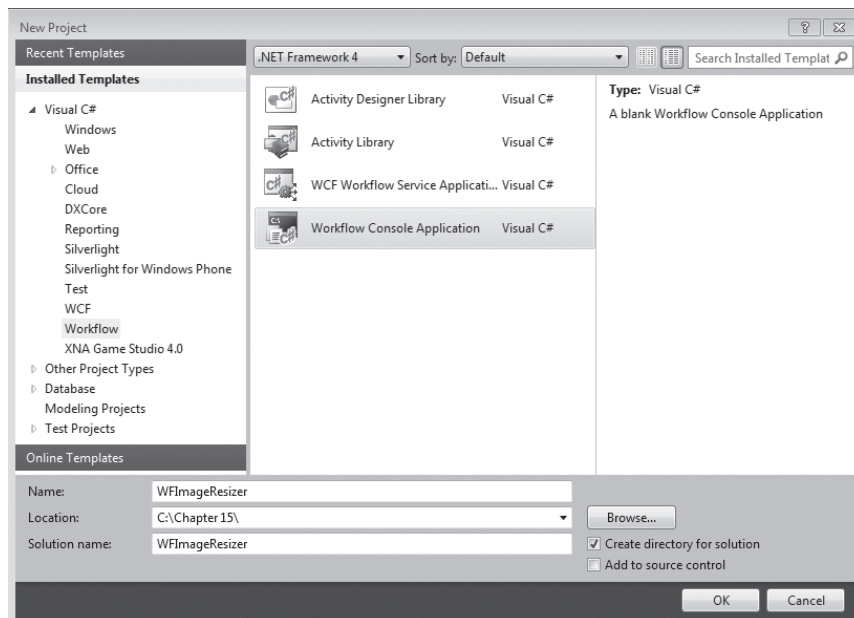 New Project
Recent Templates
Installed Templates
Visual C#
Windows
Web
Office
Cloud
DXCore
Reporting
Silverlight
Silverlight for Windows Phone
Test
WCF
Workflow
XNA Game Studio 4.0
Other Project Types
Database
Modeling Projects
Test Projects
Online Templates
.NET Framework 4
Sort by: Default
Search Installed Templat
Activity Designer Library Visual C#
Activity Library Visual C#
WCF Workflow Service Applicati... Visual C#
Workflow Console Application Visual C#
Type: Visual C#
A blank Workflow Console Application
Name: WFImageResizer
Location: C:\Chapter 15\
Browse...
Solution name: WFImageResizer
Create directory for solution
Add to source control
OK Cancel